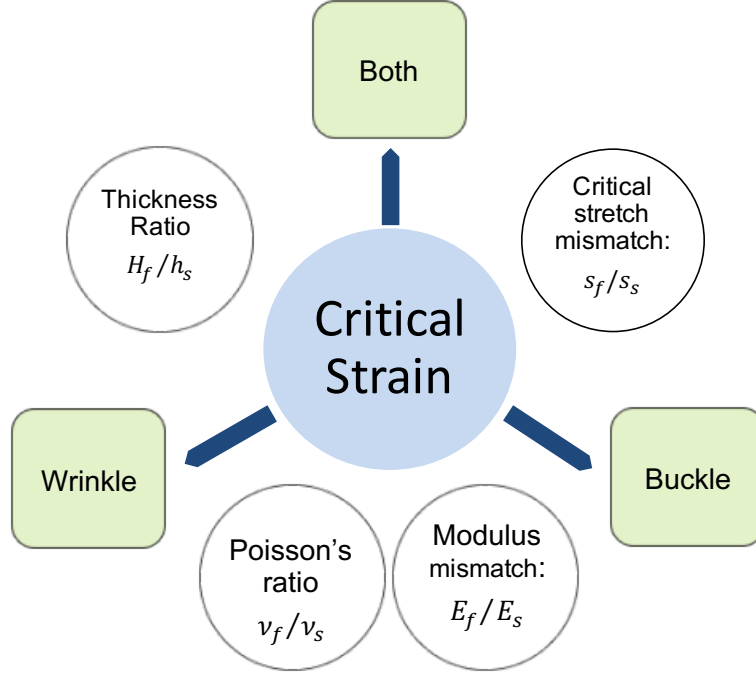 Both
Thickness
Ratio
H_f/h_s
Critical
stretch
mismatch:
s_f/s_s
Critical
Strain
Wrinkle
Buckle
Poisson’s
ratio
ν_f/ν_s
Modulus
mismatch:
E_f/E_s